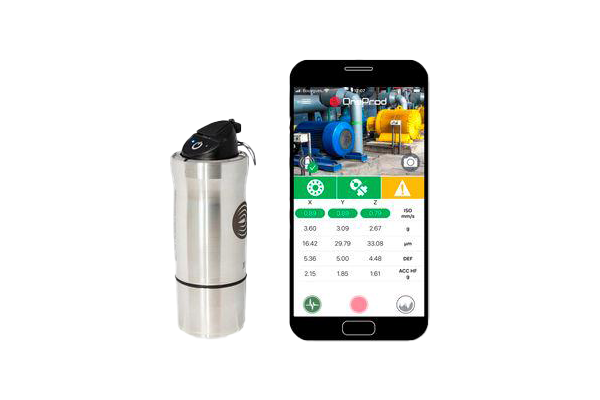 OneProd
X Y Z
0.89 0.68 0.79 ISO mm/s
3.60 3.09 2.67 g
16.42 29.79 33.08 µm
5.36 5.00 4.48 DEF
2.15 1.85 1.61 ACC HF g